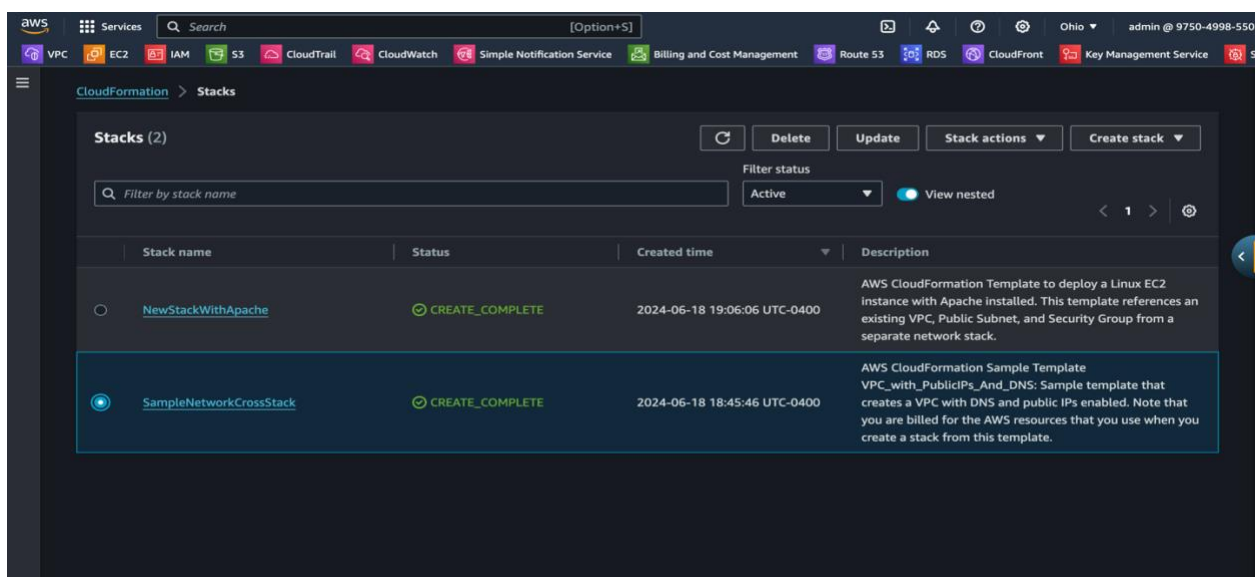 aws
Services
Search
[Option+S]
Ohio
admin @ 9750-4998-550
VPC
EC2
IAM
S3
CloudTrail
CloudWatch
Simple Notification Service
Billing and Cost Management
Route 53
RDS
CloudFront
Key Management Service
S
CloudFormation > Stacks
Stacks (2)
Delete
Update
Stack actions
Create stack
Filter status
Filter by stack name
Active
View nested
< 1 >
Stack name
Status
Created time
Description
NewStackWithApache
CREATE_COMPLETE
2024-06-18 19:06:06 UTC-0400
AWS CloudFormation Template to deploy a Linux EC2
instance with Apache installed. This template references an
existing VPC, Public Subnet, and Security Group from a
separate network stack.
SampleNetworkCrossStack
CREATE_COMPLETE
2024-06-18 18:45:46 UTC-0400
AWS CloudFormation Sample Template
VPC_with_PublicIPs_And_DNS: Sample template that
creates a VPC with DNS and public IPs enabled. Note that
you are billed for the AWS resources that you use when you
create a stack from this template.